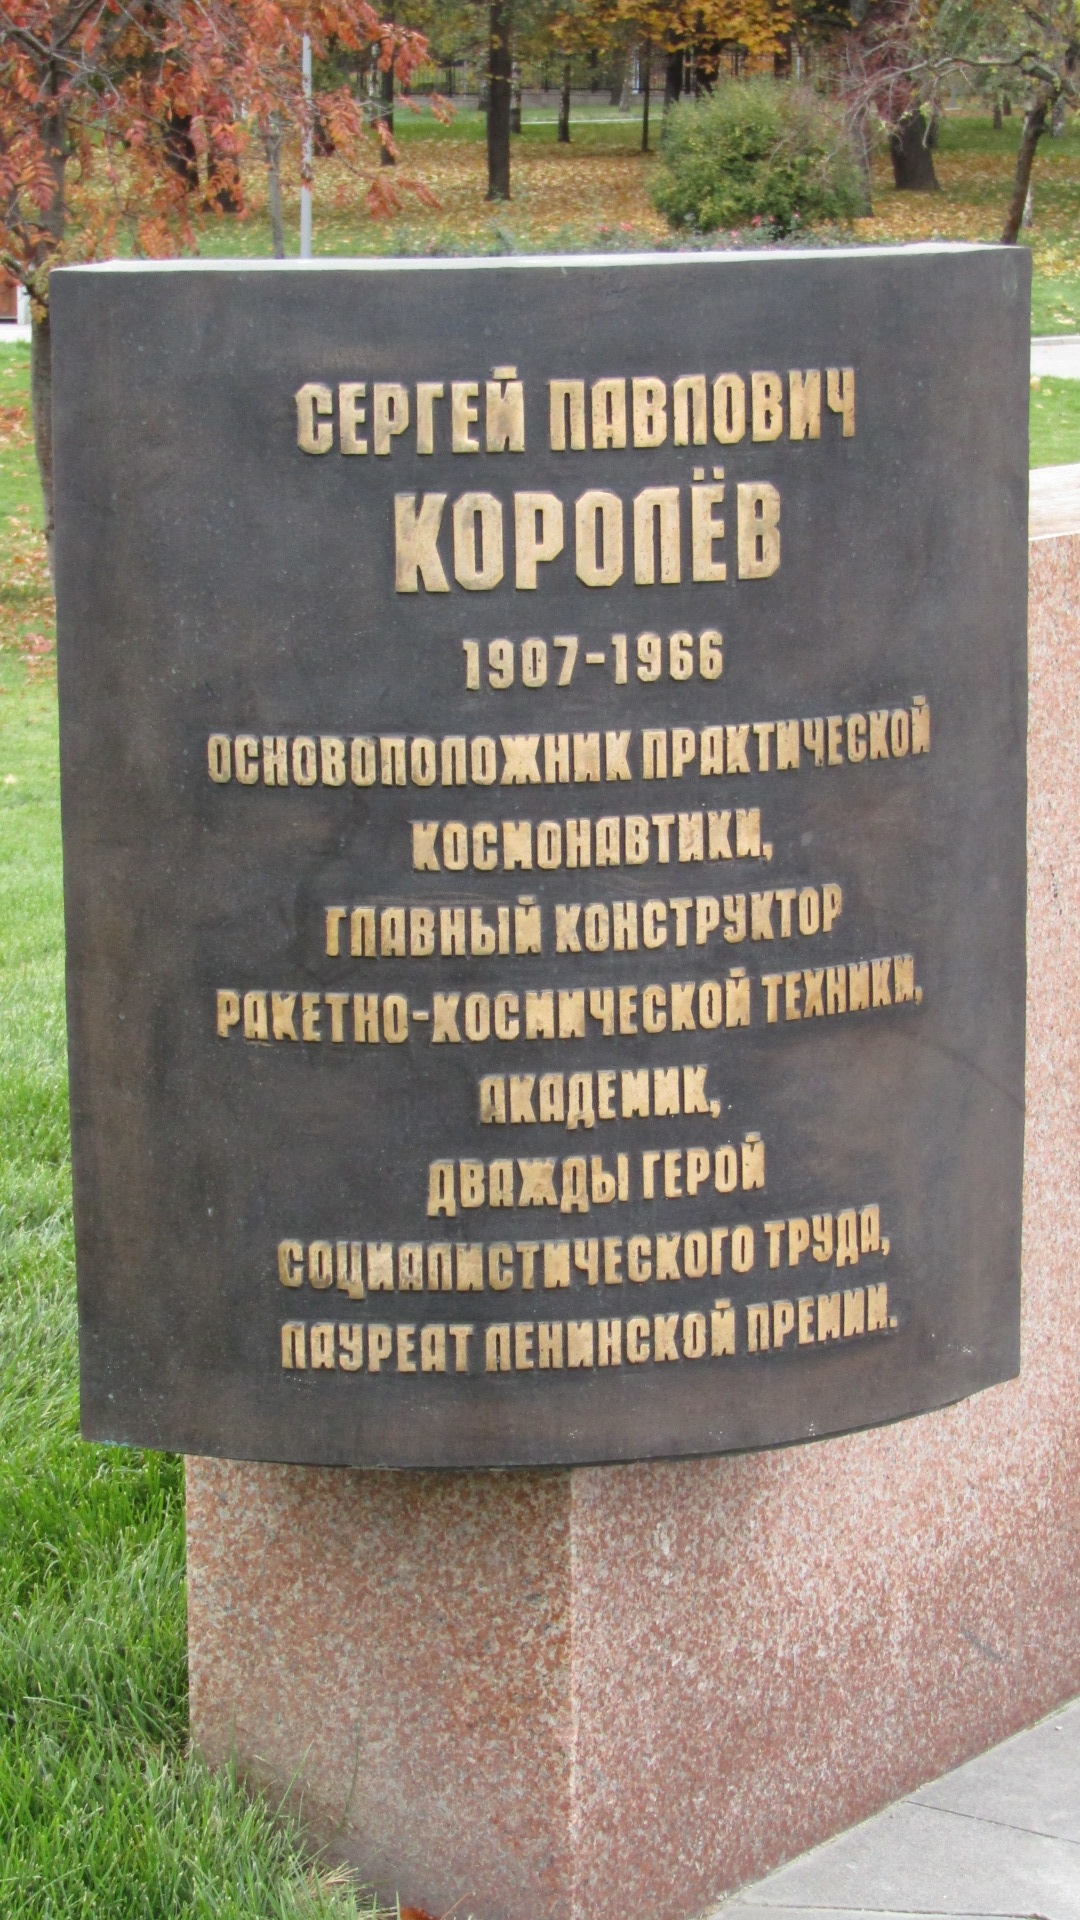 СЕРГЕЙ ПАВЛОВИЧ
КОРОЛЁВ
1907-1966
ОСНОВОПОЛОЖНИК ПРАКТИЧЕСКОЙ
КОСМОНАВТИКИ,
ГЛАВНЫЙ КОНСТРУКТОР
РАКЕТНО-КОСМИЧЕСКОЙ ТЕХНИКИ,
АКАДЕМИК,
ДВАЖДЫ ГЕРОЙ
СОЦИАЛИСТИЧЕСКОГО ТРУДА,
ЛАУРЕАТ ЛЕНИНСКОЙ ПРЕМИИ.